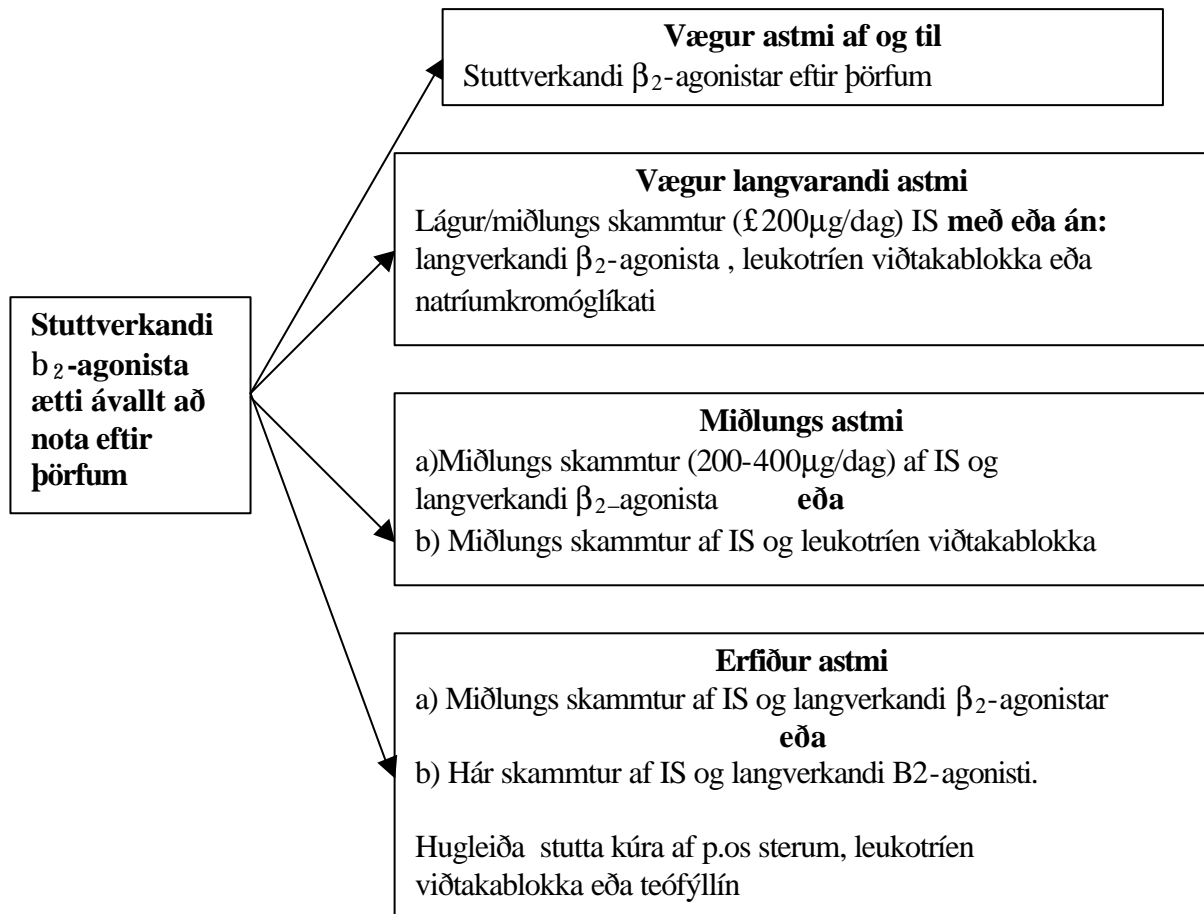 Vægur astmi af og til
Stuttverkandi β2-agonistar eftir þörfum
Vægur langvarandi astmi
Lágur/miðlungs skammtur (£200μg/dag) IS með eða án:
langverkandi β2-agonista , leukotríen viðtakablokka eða
natríumkromóglíkati
Stuttverkandi
b2-agonista
ætti ávallt að
nota eftir
þörfum
Miðlungs astmi
a)Miðlungs skammtur (200-400μg/dag) af IS og
langverkandi β2–agonista eða
b) Miðlungs skammtur af IS og leukotríen viðtakablokka
Erfiður astmi
a) Miðlungs skammtur af IS og langverkandi β2-agonistar
eða
b) Hár skammtur af IS og langverkandi B2-agonisti.
Hugleiða stutta kúra af p.os sterum, leukotríen
viðtakablokka eða teófýllín